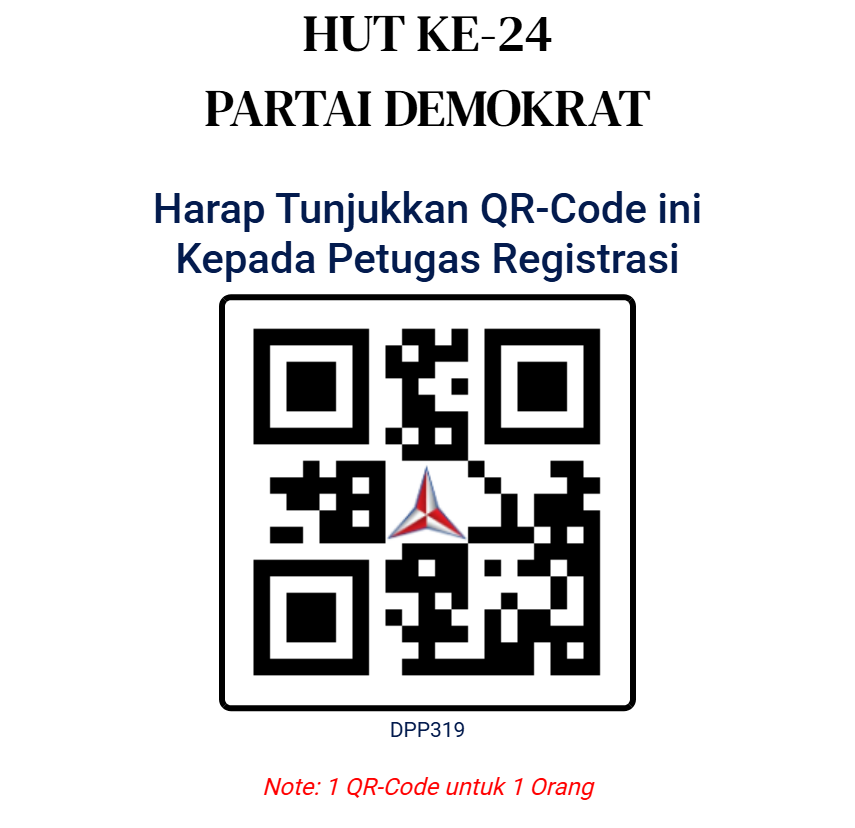 HUT KE-24
PARTAI DEMOKRAT
Harap Tunjukkan QR-Code ini
Kepada Petugas Registrasi
DPP319
Note: 1 QR-Code untuk 1 Orang